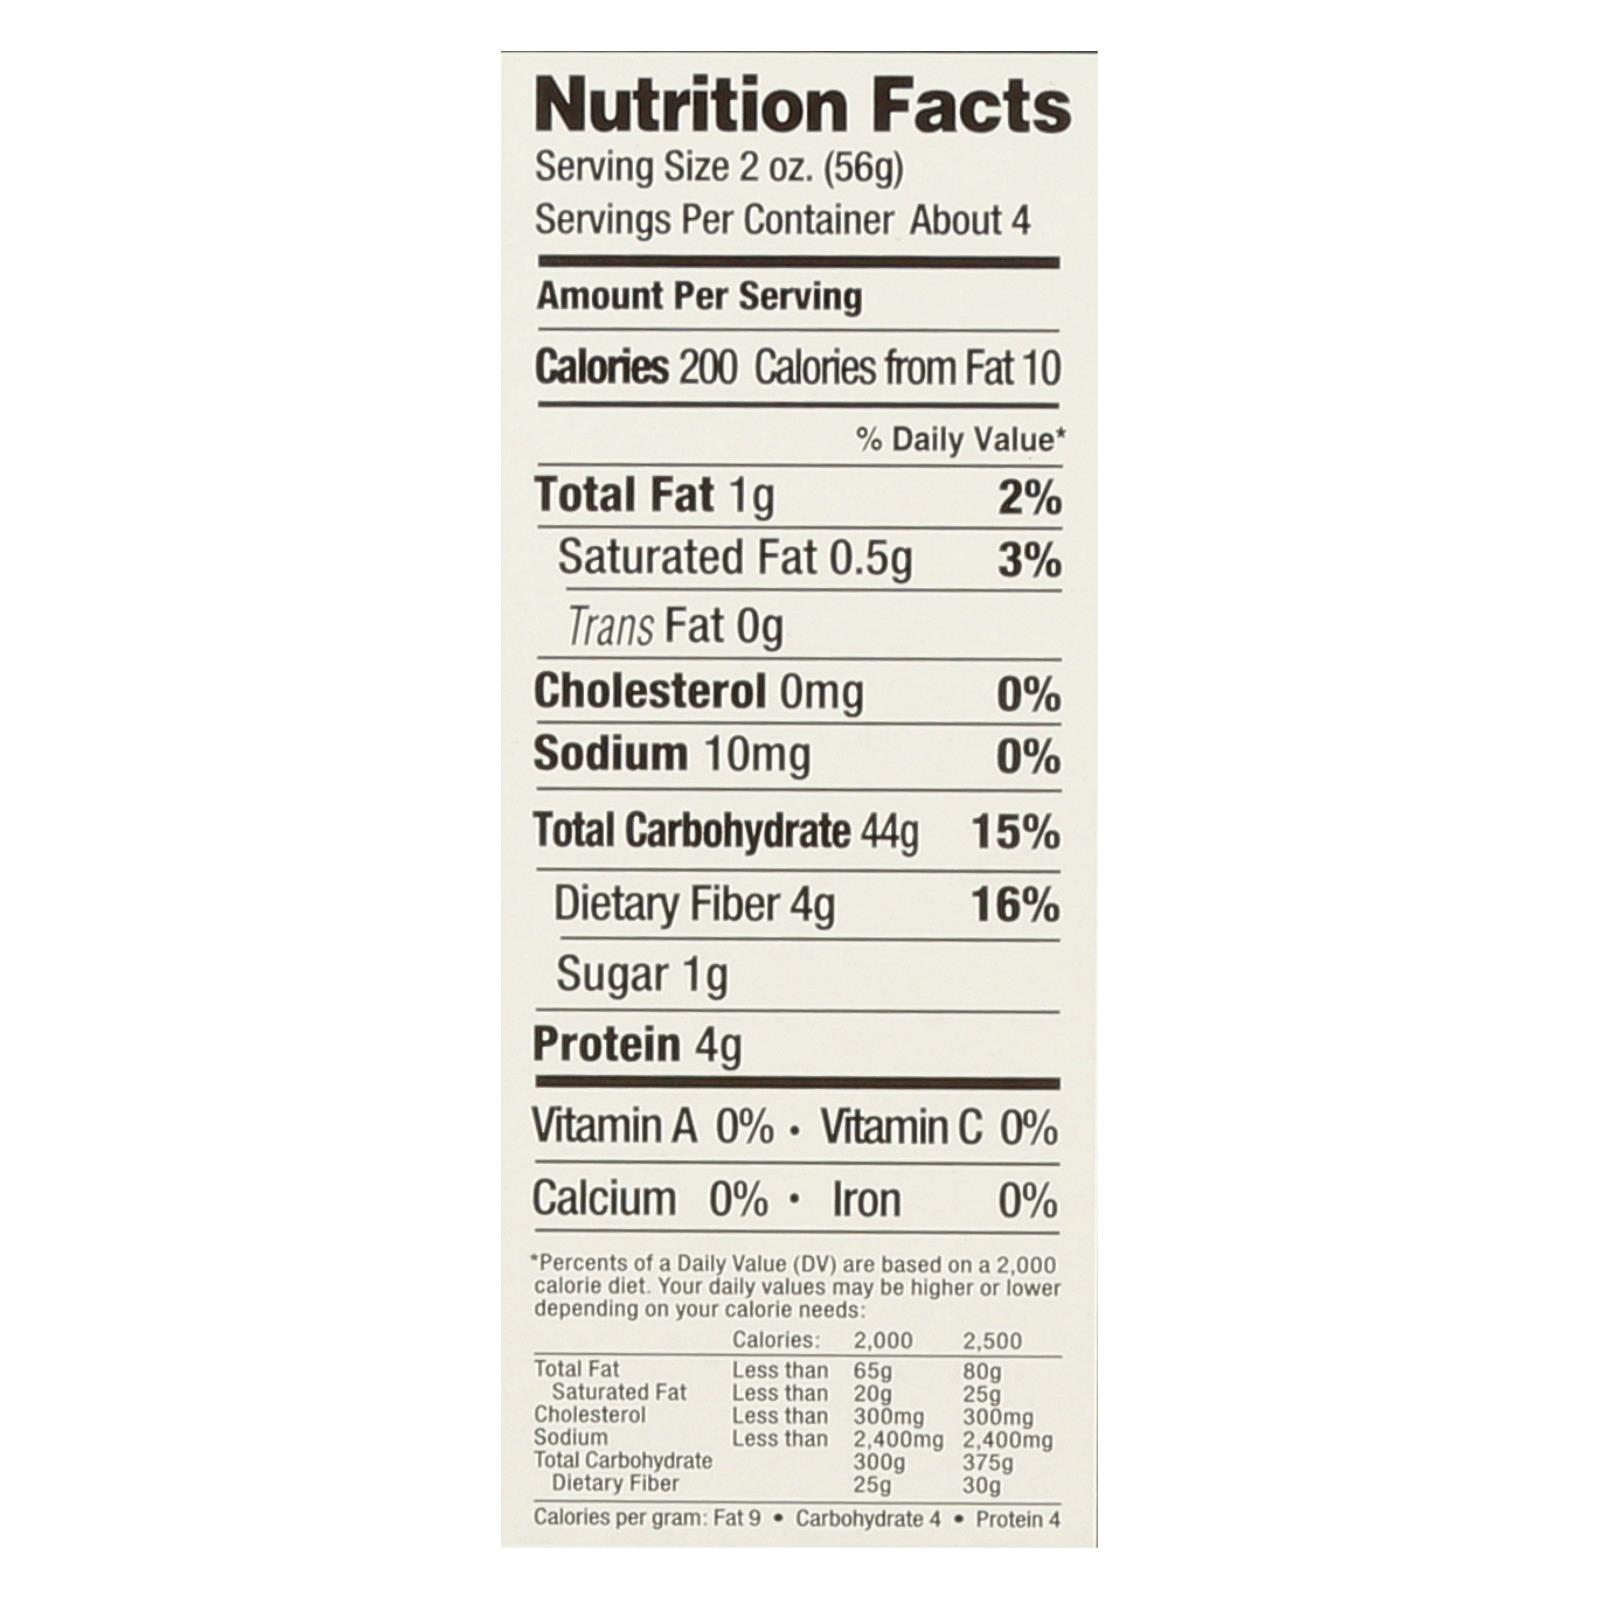 Nutrition Facts
Serving Size 2 oz. (56g)
Servings Per Container About 4
Amount Per Serving
Calories 200 Calories from Fat 10
% Daily Value*
Total Fat 1g 2%
Saturated Fat 0.5g 3%
Trans Fat 0g
Cholesterol 0mg 0%
Sodium 10mg 0%
Total Carbohydrate 44g 15%
Dietary Fiber 4g 16%
Sugar 1g
Protein 4g
Vitamin A 0% • Vitamin C 0%
Calcium 0% • Iron 0%
*Percents of a Daily Value (DV) are based on a 2,000
calorie diet. Your daily values may be higher or lower
depending on your calorie needs:
Calories: 2,000 2,500
Total Fat Less than 65g 80g
Saturated Fat Less than 20g 25g
Cholesterol Less than 300mg 300mg
Sodium Less than 2,400mg 2,400mg
Total Carbohydrate 300g 375g
Dietary Fiber 25g 30g
Calories per gram: Fat 9 • Carbohydrate 4 • Protein 4